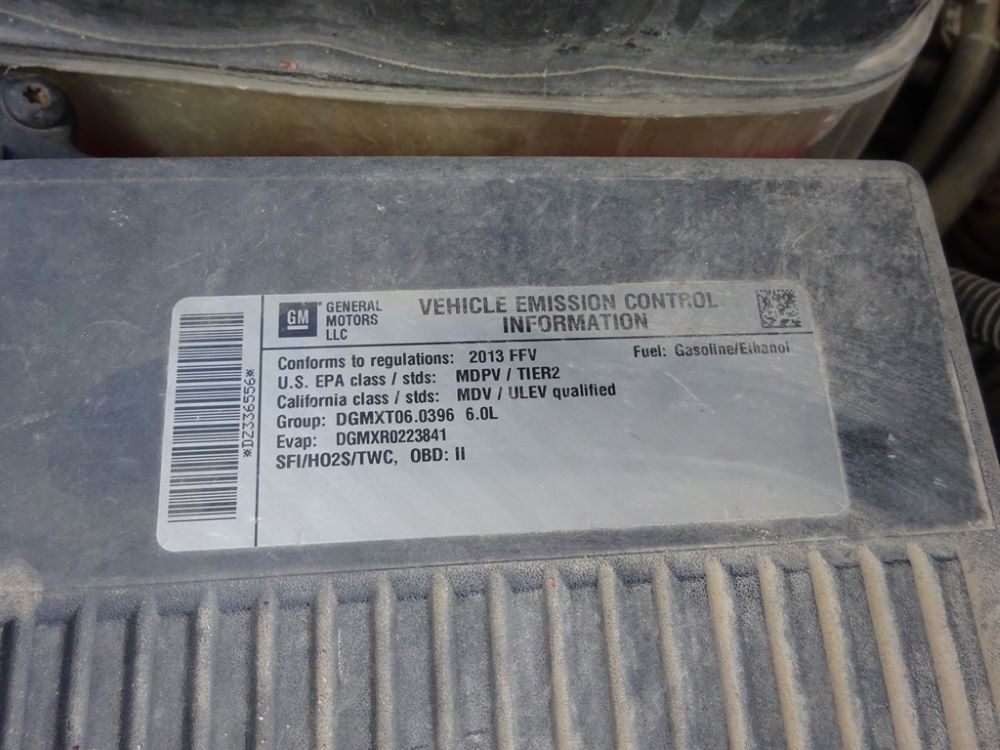 *DZ336556*
GM GENERAL
MOTORS
LLC
VEHICLE EMISSION CONTROL
INFORMATION
Conforms to regulations: 2013 FFV
Fuel: Gasoline/Ethanol
U.S. EPA class / stds: MDPV / TIER2
California class / stds: MDV / ULEV qualified
Group: DGMXT06.0396 6.0L
Evap: DGMXR0223841
SFI/HO2S/TWC, OBD: II